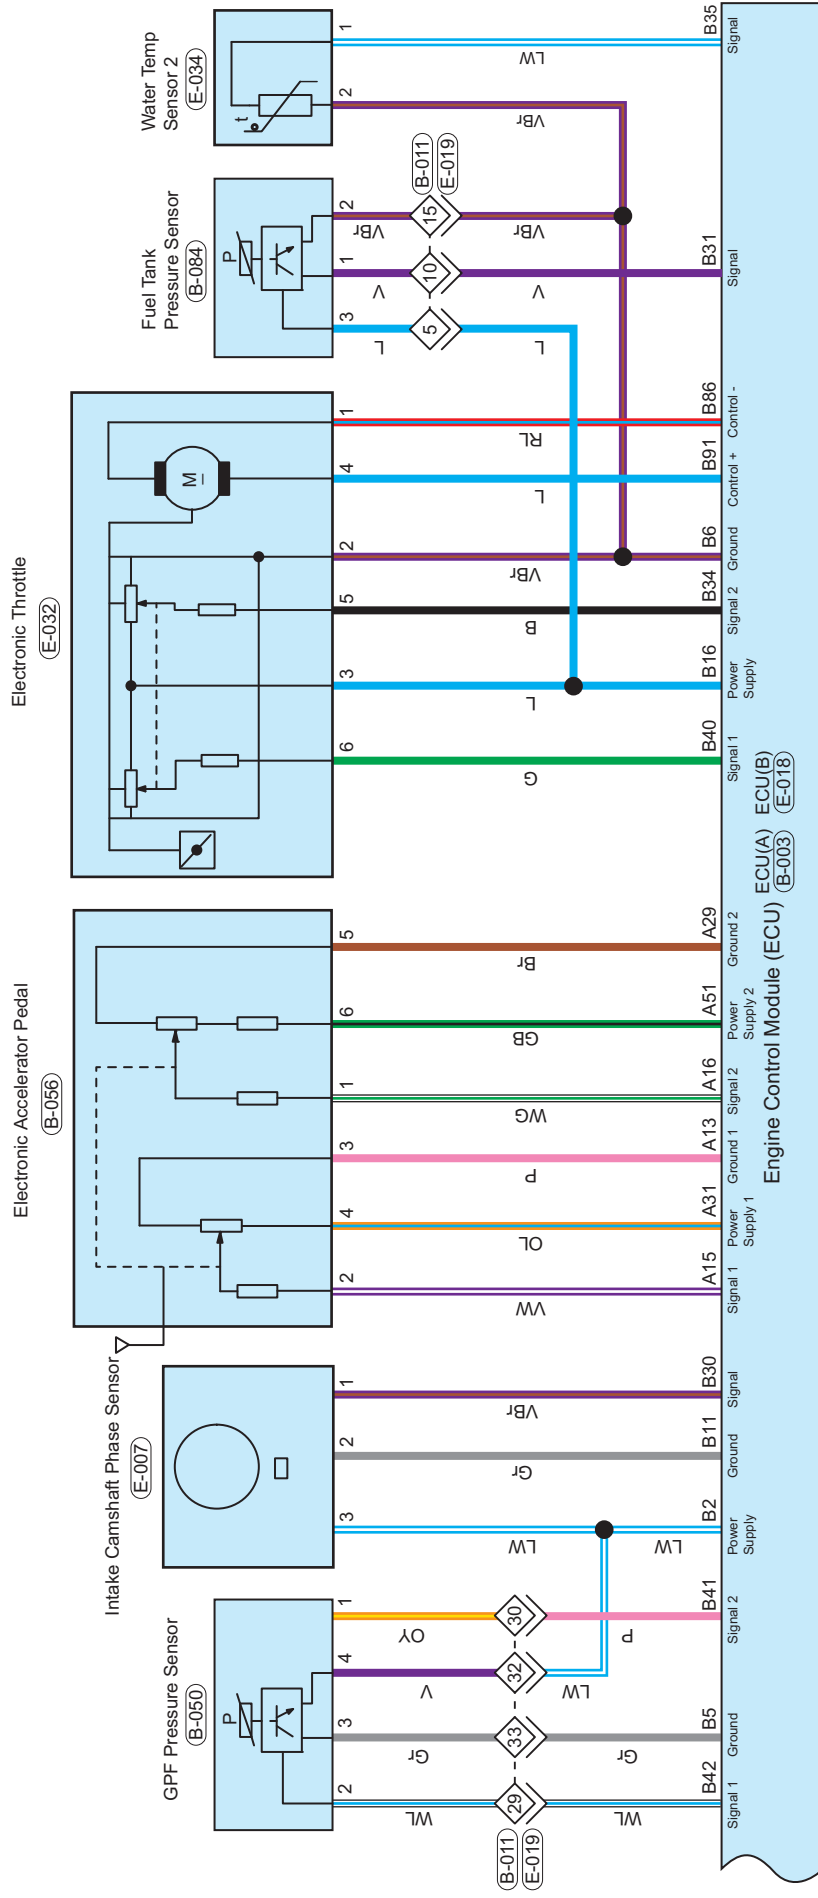 GPF Pressure Sensor
B-050
P
2
3
4
1
WL
Gr
V
OY
B-011
E-019
29
33
32
30
WL
Gr
LW
P
B42
B5
B41
Signal 1
Ground
Signal 2
Intake Camshaft Phase Sensor
E-007
3
2
1
LW
Gr
VBr
LW
B2
B11
B30
Power
Supply
Ground
Signal
Electronic Accelerator Pedal
B-056
2
4
3
1
6
5
VW
OL
P
WG
GB
Br
A15
A31
A13
A16
A51
A29
Signal 1
Power
Supply 1
Ground 1
Signal 2
Power
Supply 2
Ground 2
Electronic Throttle
E-032
M
6
3
5
2
4
1
G
L
B
VBr
L
RL
B40
B16
B34
B6
B91
B86
Signal 1
Power
Supply
Signal 2
Ground
Control +
Control -
Fuel Tank
Pressure Sensor
B-084
P
3
1
2
L
V
VBr
5
10
15
B-011
E-019
L
V
VBr
B31
Signal
Water Temp
Sensor 2
E-034
t°
2
1
VBr
LW
B35
Signal
Engine Control Module (ECU)
ECU(A)
B-003
ECU(B)
E-018